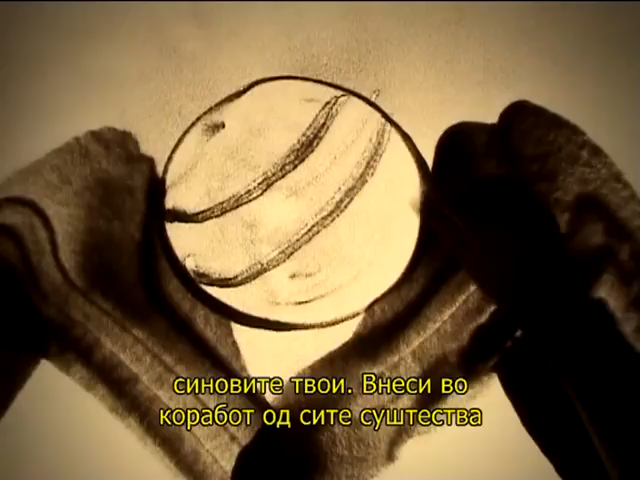 синовите твои. Внеси во
коработ од сите суштества